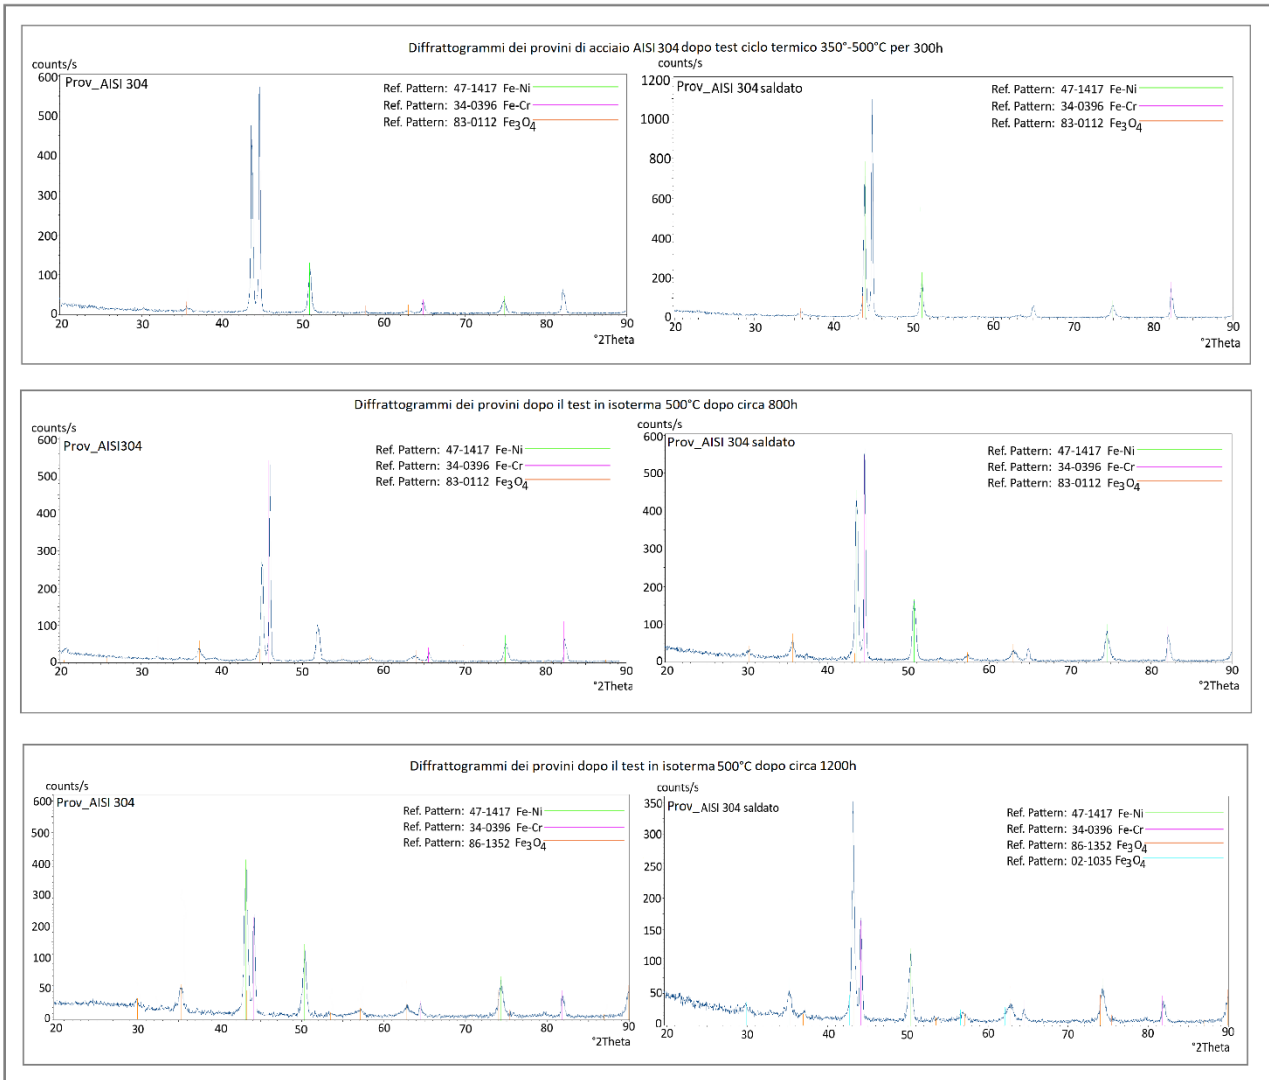 Diffrattogrammi dei provini di acciaio AISI 304 dopo test ciclo termico 350°-500°C per 300h
counts/s
Prov_AISI 304
Ref. Pattern: 47-1417 Fe-Ni
Ref. Pattern: 34-0396 Fe-Cr
Ref. Pattern: 83-0112 Fe3O4
600
500
400
300
200
100
0
20 30 40 50 60 70 80 90
°2Theta
counts/s
Prov_AISI 304 saldato
Ref. Pattern: 47-1417 Fe-Ni
Ref. Pattern: 34-0396 Fe-Cr
Ref. Pattern: 83-0112 Fe3O4
1200
1000
800
600
400
200
0
20 30 40 50 60 70 80 90
°2Theta
Diffrattogrammi dei provini dopo il test in isoterma 500°C dopo circa 800h
counts/s
Prov_AISI304
Ref. Pattern: 47-1417 Fe-Ni
Ref. Pattern: 34-0396 Fe-Cr
Ref. Pattern: 83-0112 Fe3O4
600
500
400
300
200
100
0
20 30 40 50 60 70 80 90
°2Theta
counts/s
Prov_AISI 304 saldato
Ref. Pattern: 47-1417 Fe-Ni
Ref. Pattern: 34-0396 Fe-Cr
Ref. Pattern: 83-0112 Fe3O4
600
500
400
300
200
100
0
20 30 40 50 60 70 80 90
°2Theta
Diffrattogrammi dei provini dopo il test in isoterma 500°C dopo circa 1200h
counts/s
Prov_AISI 304
Ref. Pattern: 47-1417 Fe-Ni
Ref. Pattern: 34-0396 Fe-Cr
Ref. Pattern: 86-1352 Fe3O4
600
500
400
300
200
100
50
0
20 30 40 50 60 70 80 90
°2Theta
counts/s
Prov_AISI 304 saldato
Ref. Pattern: 47-1417 Fe-Ni
Ref. Pattern: 34-0396 Fe-Cr
Ref. Pattern: 86-1352 Fe3O4
Ref. Pattern: 02-1035 Fe3O4
350
300
250
200
150
100
50
0
20 30 40 50 60 70 80 90
°2Theta